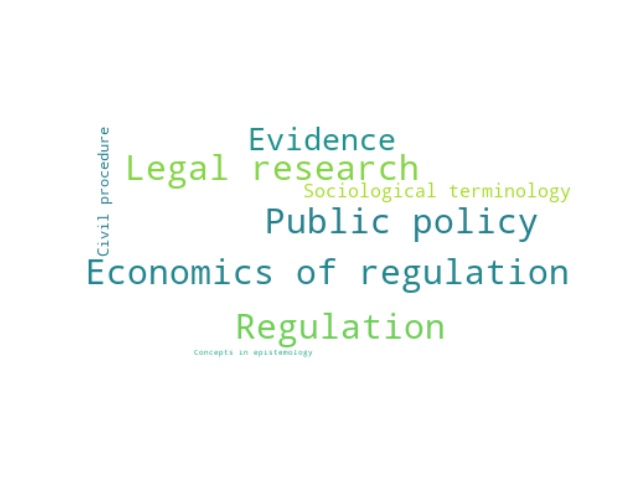 Evidence
Legal research
Civil procedure
Sociological terminology
Public policy
Economics of regulation
Regulation
Concepts in epistemology